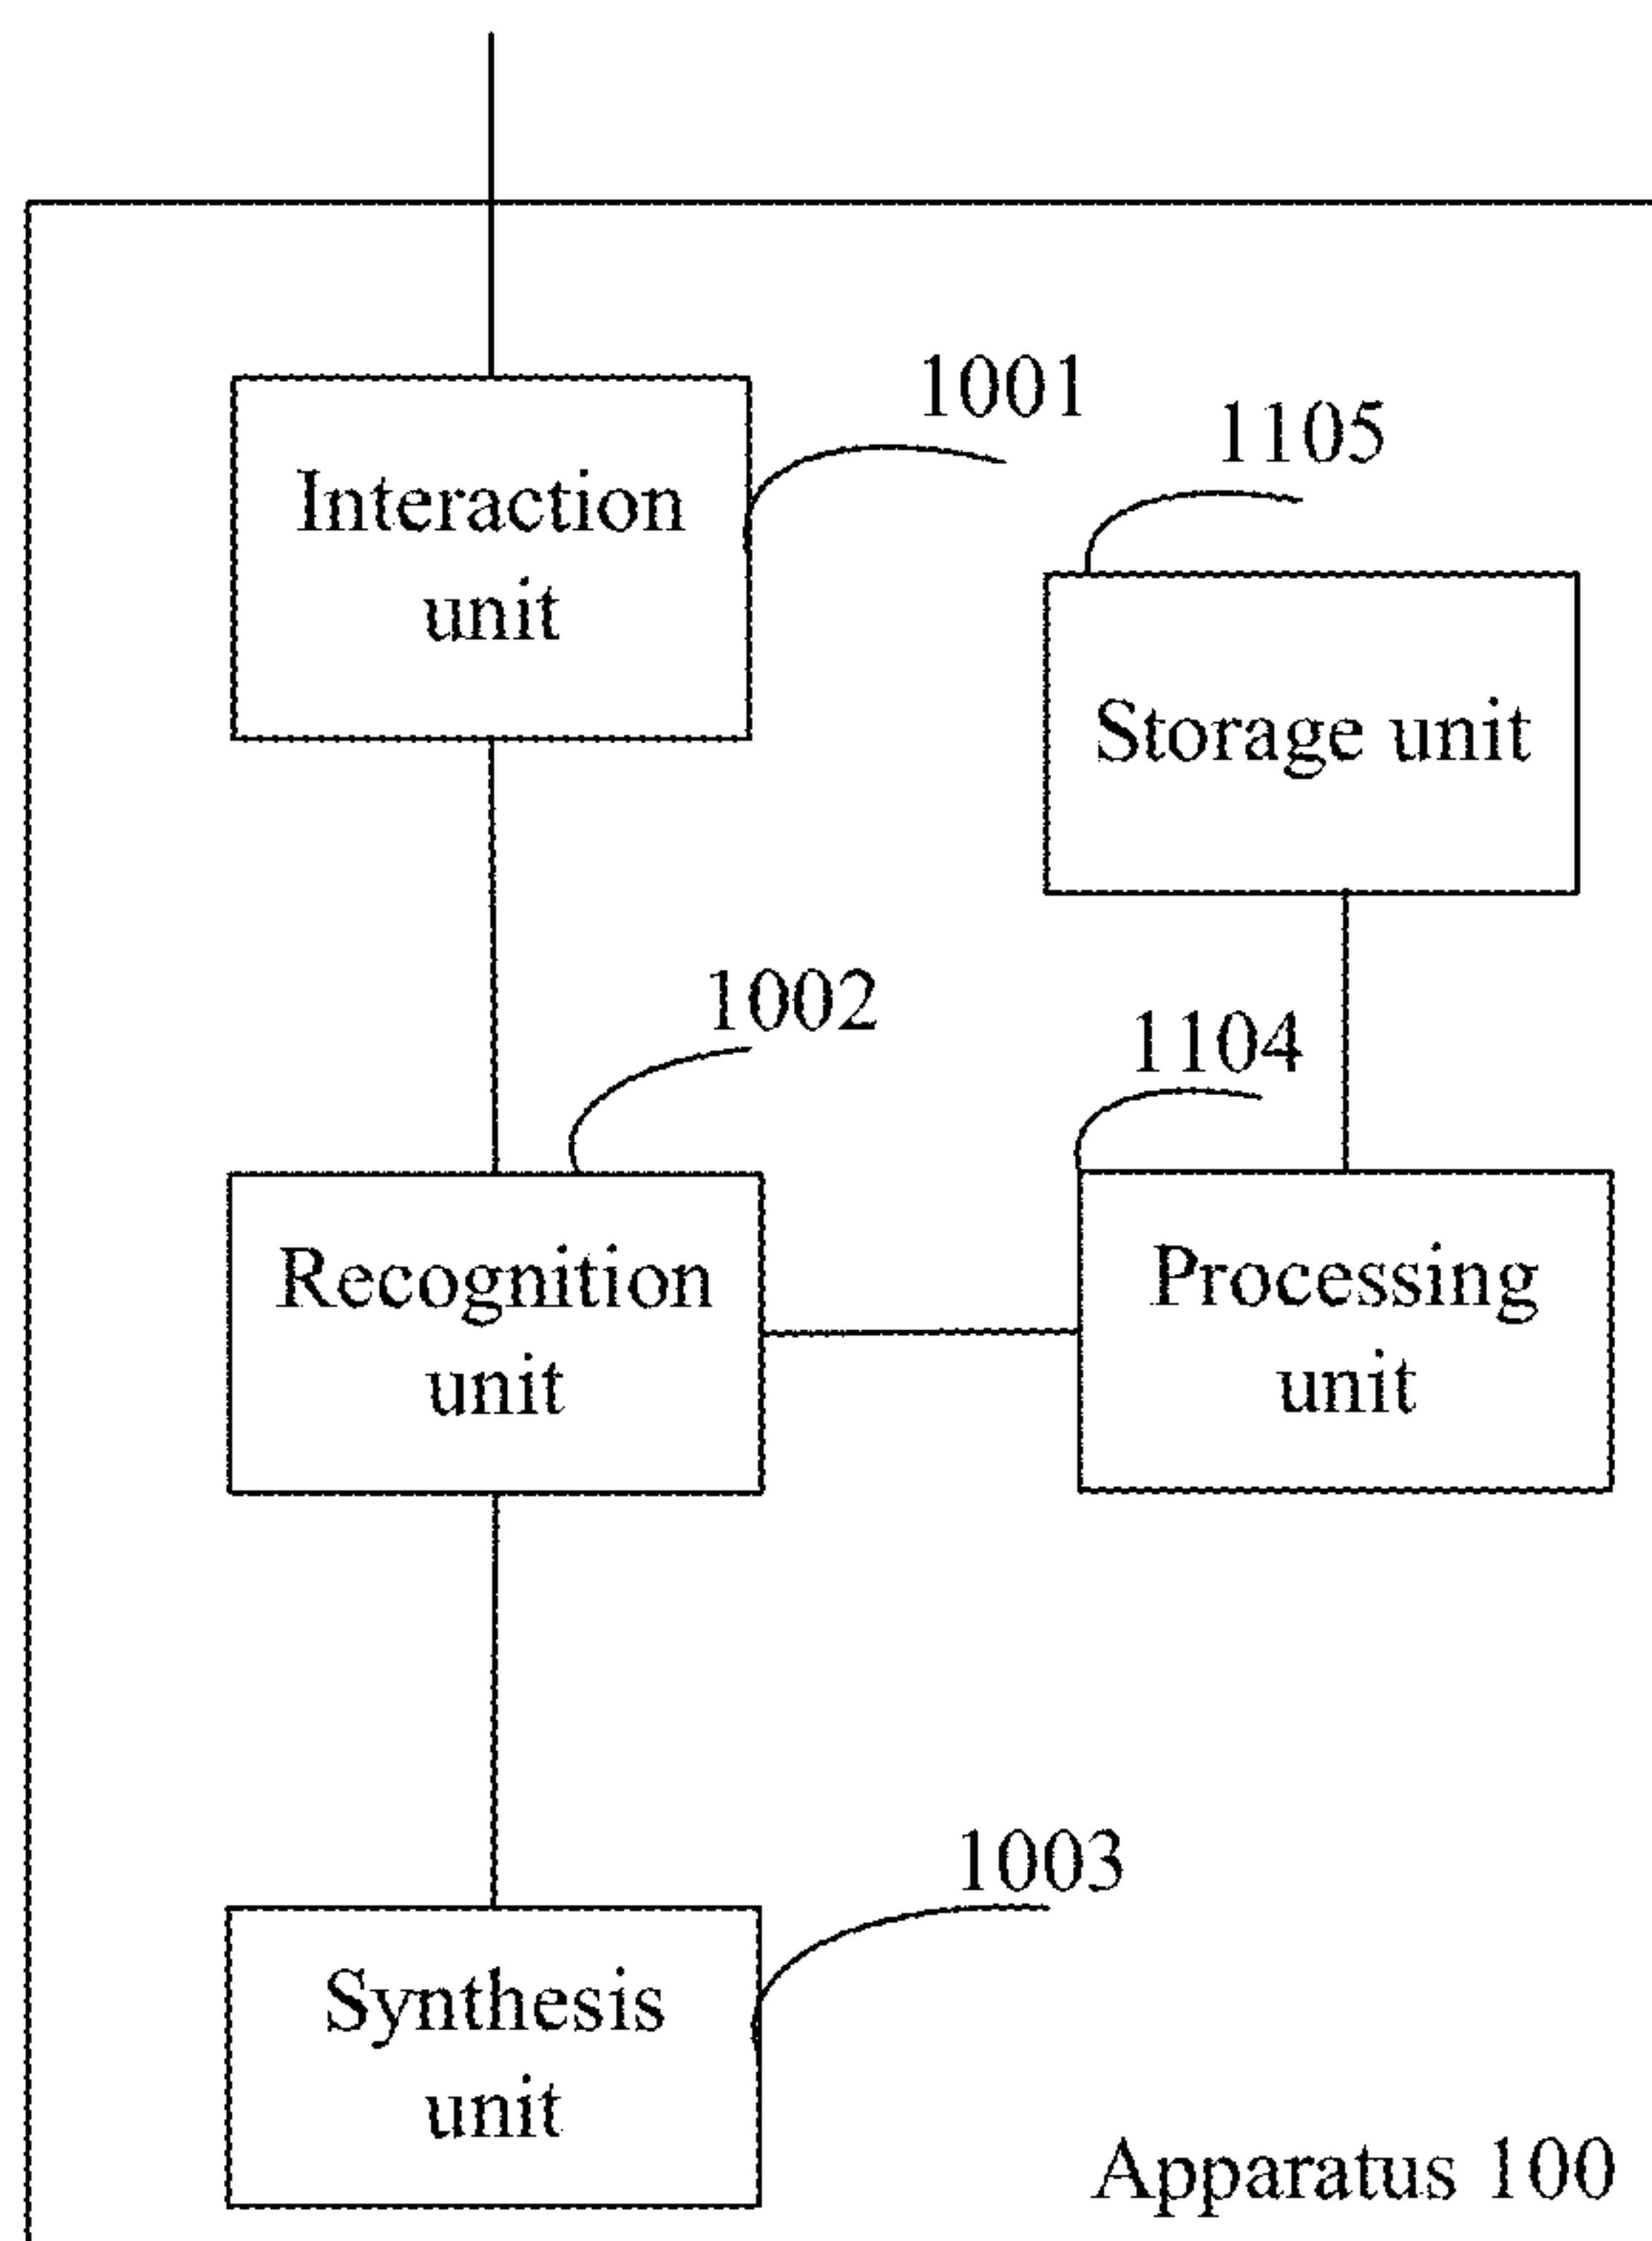 1001
Interaction
unit
1105
Storage unit
1002
1104
Recognition
unit
Processing
unit
1003
Synthesis
unit
Apparatus 100